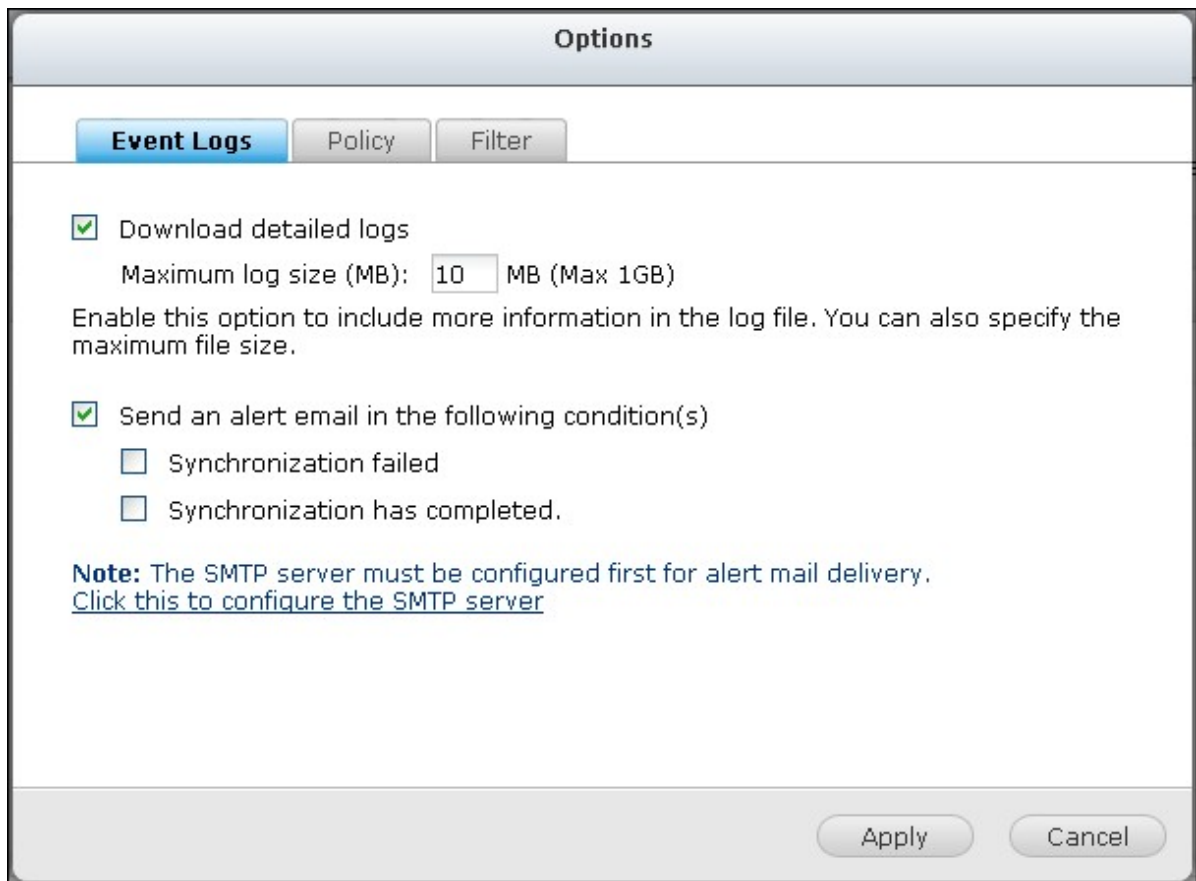 Options
Event Logs
Policy
Filter
Download detailed logs
Maximum log size (MB): 10 MB (Max 1GB)
Enable this option to include more information in the log file. You can also specify the
maximum file size.
Send an alert email in the following condition(s)
Synchronization failed
Synchronization has completed.
Note: The SMTP server must be configured first for alert mail delivery.
Click this to configure the SMTP server
Apply
Cancel